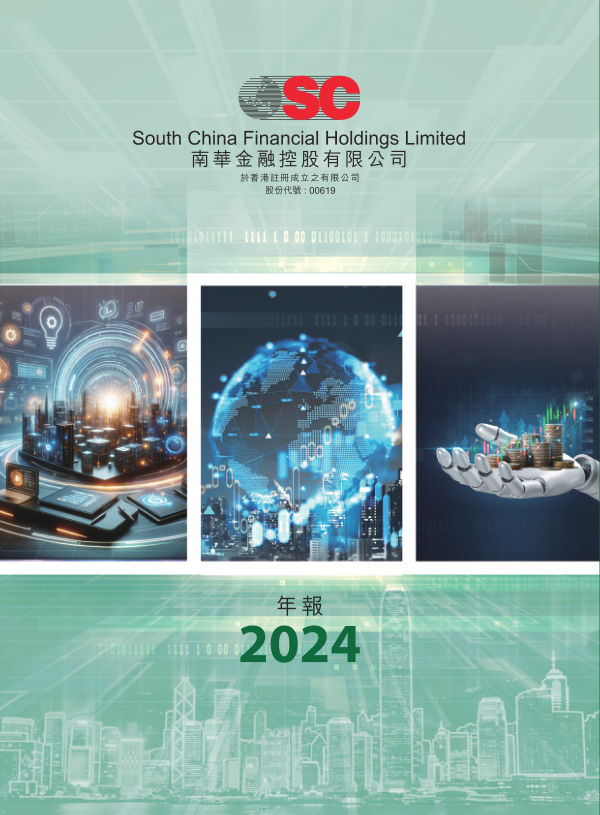 SC
South China Financial Holdings Limited
南華金融控股有限公司
於香港註冊成立之有限公司
股份代號 : 00619
年報
2024